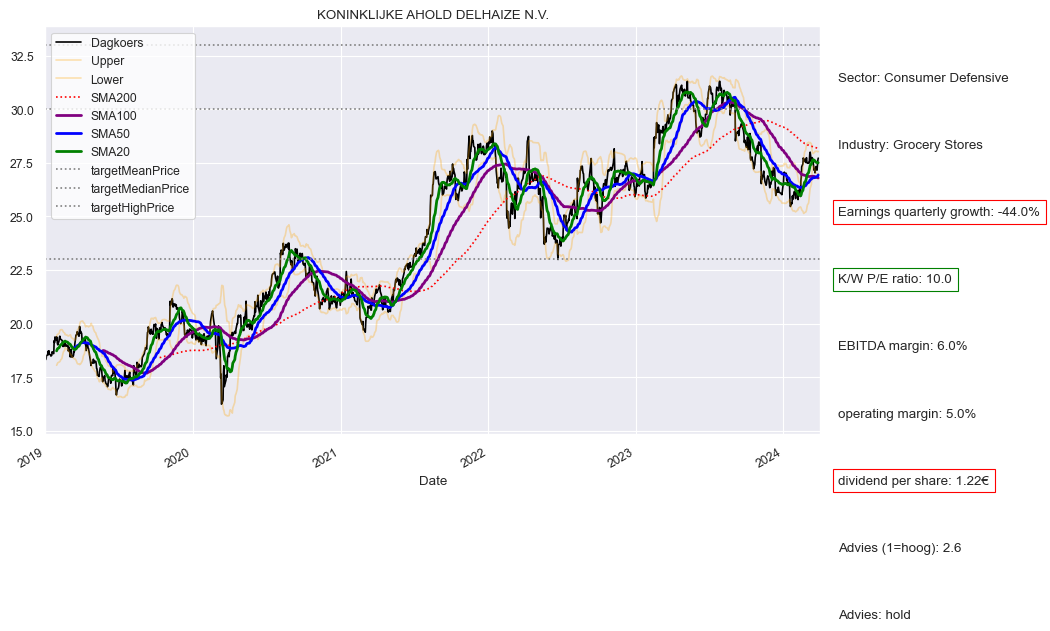 KONINKLIJKE AHOLD DELHAIZE N.V.
Dagkoers
Upper
Lower
SMA200
SMA100
SMA50
SMA20
targetMeanPrice
targetMedianPrice
targetHighPrice
32.5
30.0
27.5
25.0
22.5
20.0
17.5
15.0
2019
2020
2021
2022
2023
2024
Date
Sector: Consumer Defensive
Industry: Grocery Stores
Earnings quarterly growth: -44.0%
K/W P/E ratio: 10.0
EBITDA margin: 6.0%
operating margin: 5.0%
dividend per share: 1.22€
Advies (1=hoog): 2.6
Advies: hold